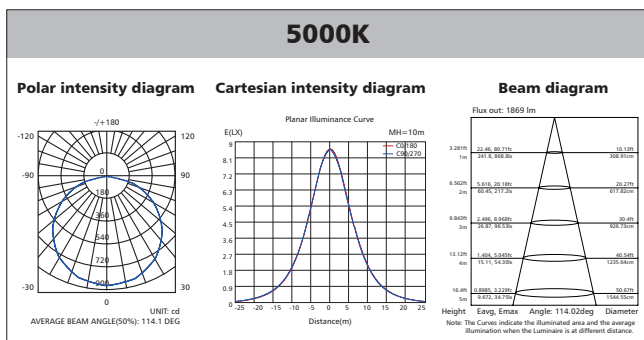 5000K
Polar intensity diagram
-/+180
-120
120
-90
90
0
180
360
540
720
900
-30
30
0
UNIT: cd
AVERAGE BEAM ANGLE(50%): 114.1 DEG
Cartesian intensity diagram
Planar Illuminance Curve
E(LX)
MH=10m
C0/180
C90/270
9
8.1
7.2
6.3
5.4
4.5
3.6
2.7
1.8
0.9
0
-25 -20 -15 -10 -5 0 5 10 15 20 25
Distance(m)
Beam diagram
Flux out: 1869 lm
3.281ft 22.46, 80.71fc 10.13ft
1m 241.8, 868.8lx 308.91cm
6.562ft 5.616, 20.18fc 20.27ft
2m 60.45, 217.2lx 617.82cm
9.843ft 2.496, 8.968fc 30.4ft
3m 26.87, 96.53lx 926.73cm
13.12ft 1.404, 5.045fc 40.54ft
4m 15.11, 54.30lx 1235.64cm
16.4ft 0.8985, 3.229fc 50.67ft
5m 9.672, 34.75lx 1544.55cm
Height Eavg, Emax Angle: 114.02deg Diameter
Note: The Curves indicate the illuminated area and the average
illumination when the Luminaire is at different distance.